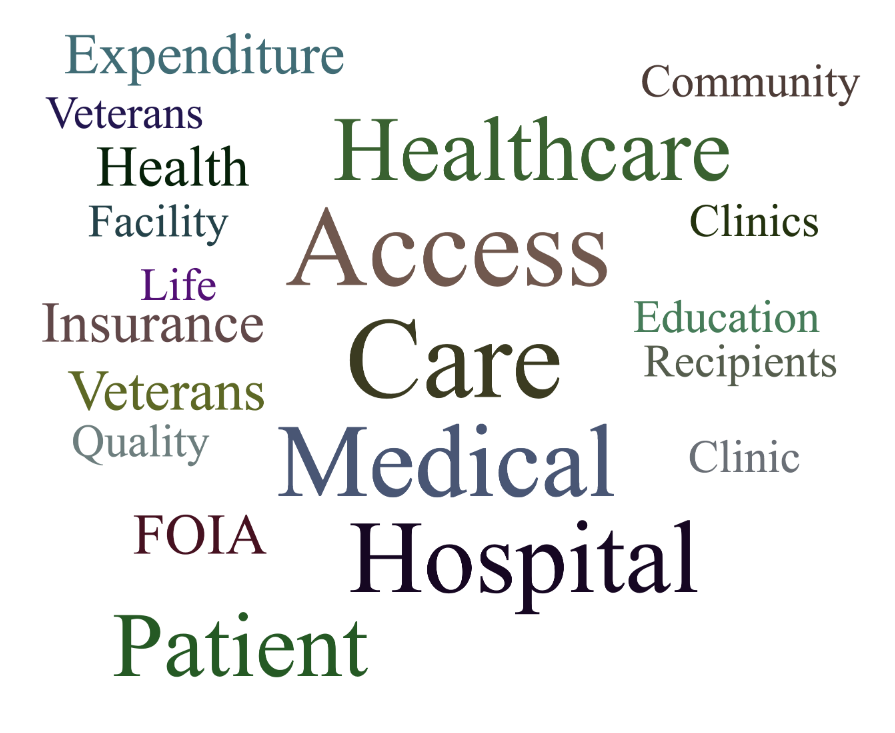 Expenditure
Community
Veterans
Healthcare
Health
Facility
Clinics
Access
Life
Insurance
Education
Care
Recipients
Veterans
Quality
Medical
Clinic
FOIA
Hospital
Patient